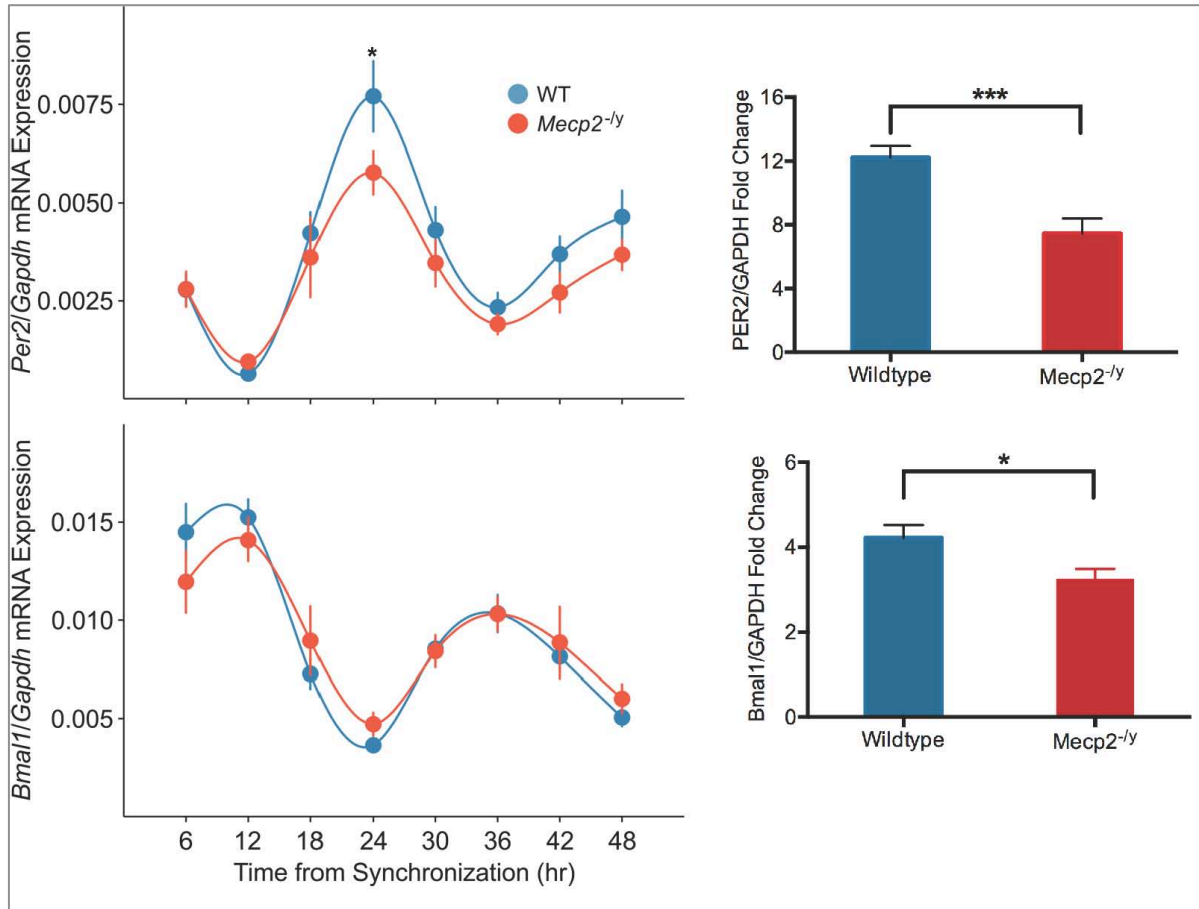 Per2/Gapdh mRNA Expression
0.0075
0.0050
0.0025
*
WT
Mecp2-/y
PER2/GAPDH Fold Change
16
12
8
4
0
***
Wildtype
Mecp2-/y
Bmal1/Gapdh mRNA Expression
0.015
0.010
0.005
6 12 18 24 30 36 42 48
Time from Synchronization (hr)
Bmal1/GAPDH Fold Change
6
4
2
0
*
Wildtype
Mecp2-/y